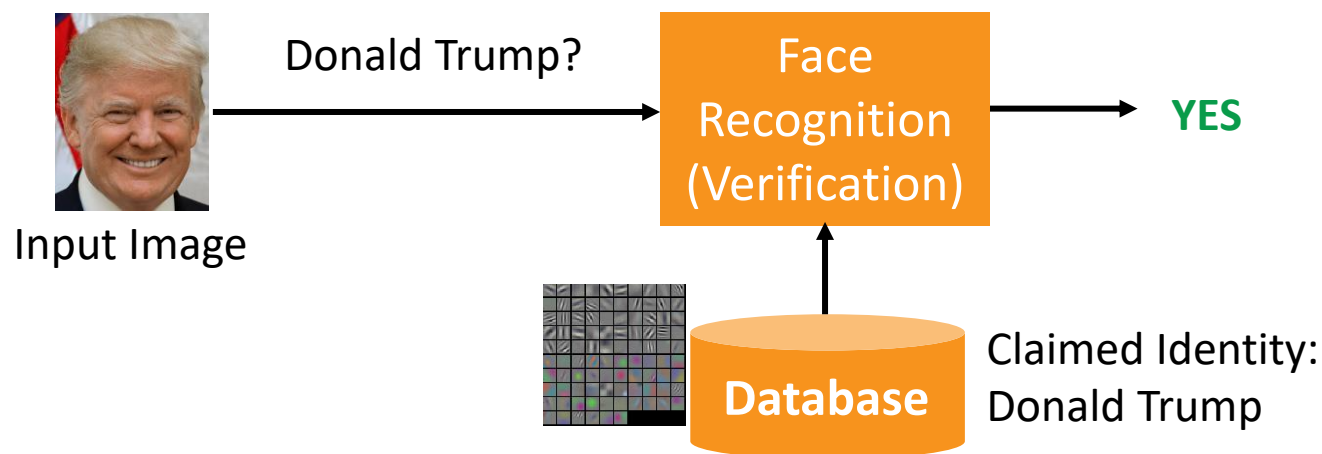 Donald Trump?
Face
Recognition
(Verification)
YES
Input Image
Database
Claimed Identity:
Donald Trump